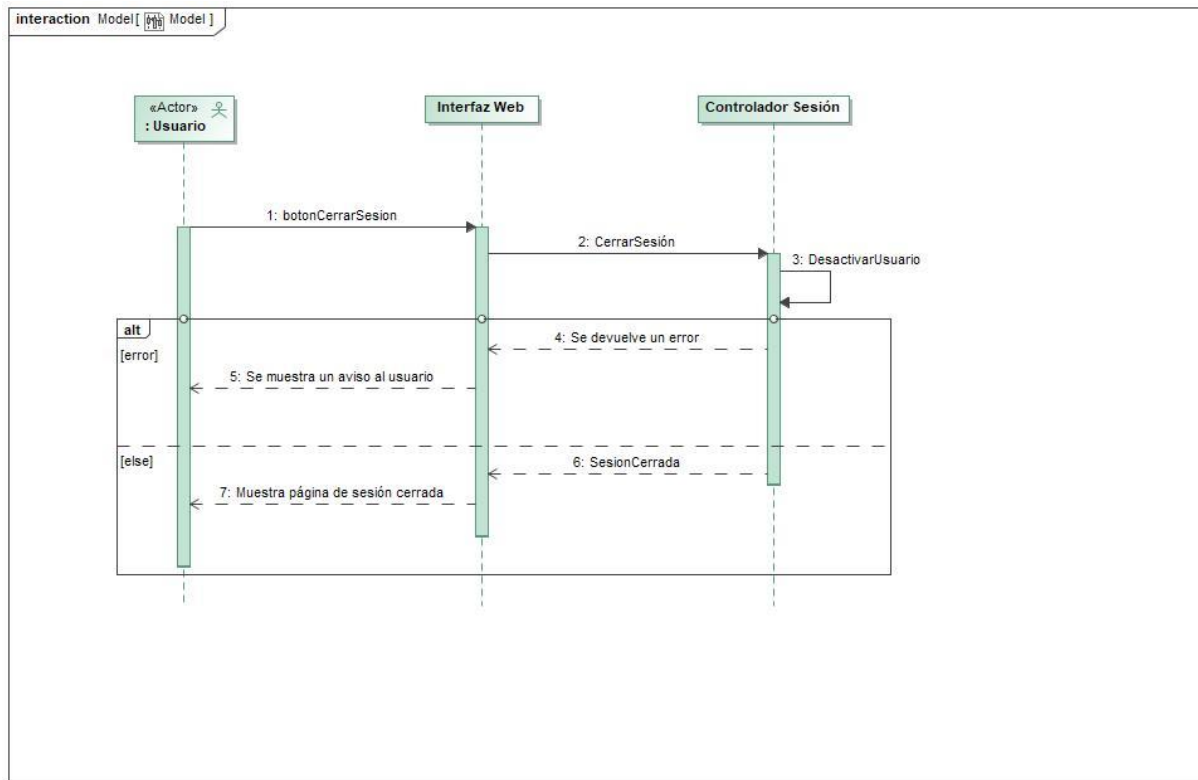 interaction Model[ Model ]
«Actor»
: Usuario
Interfaz Web
Controlador Sesión
1: botonCerrarSesion
2: CerrarSesión
3: DesactivarUsuario
alt
[error]
4: Se devuelve un error
5: Se muestra un aviso al usuario
[else]
6: SesionCerrada
7: Muestra página de sesión cerrada